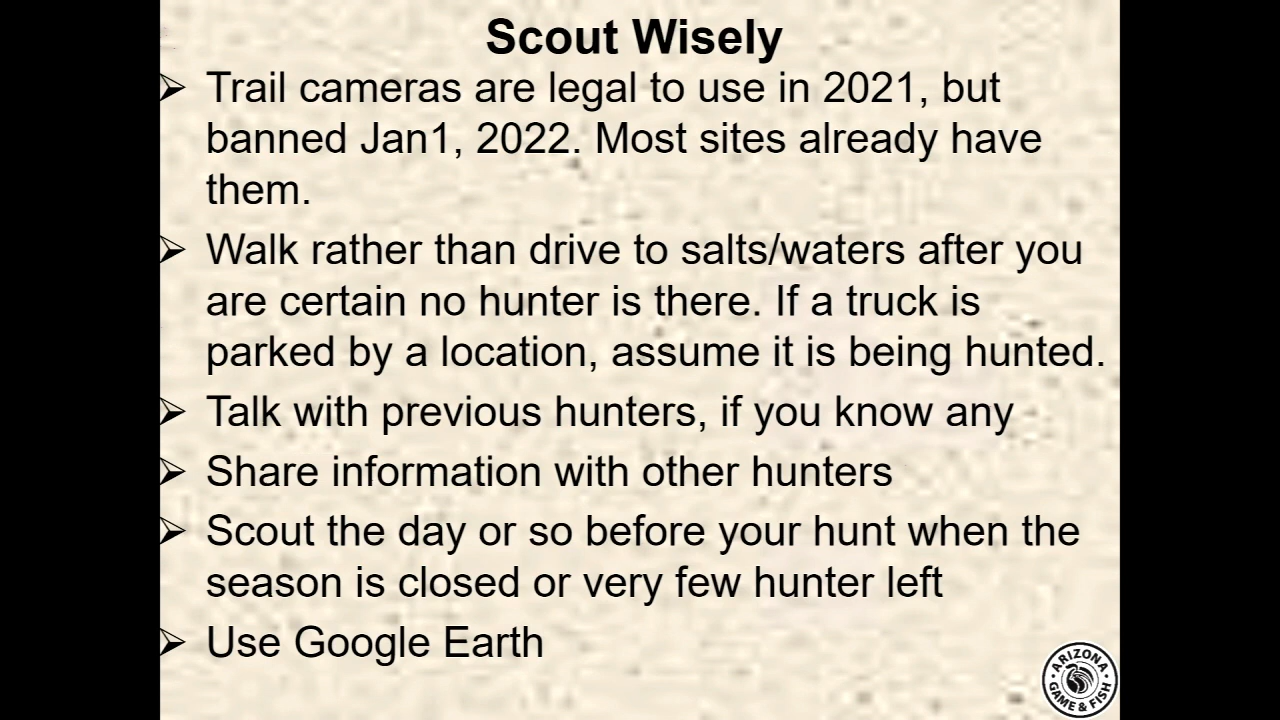 Scout Wisely
➢ Trail cameras are legal to use in 2021, but
banned Jan1, 2022. Most sites already have
them.
➢ Walk rather than drive to salts/waters after you
are certain no hunter is there. If a truck is
parked by a location, assume it is being hunted.
➢ Talk with previous hunters, if you know any
➢ Share information with other hunters
➢ Scout the day or so before your hunt when the
season is closed or very few hunter left
➢ Use Google Earth
ARIZONA
GAME & FISH